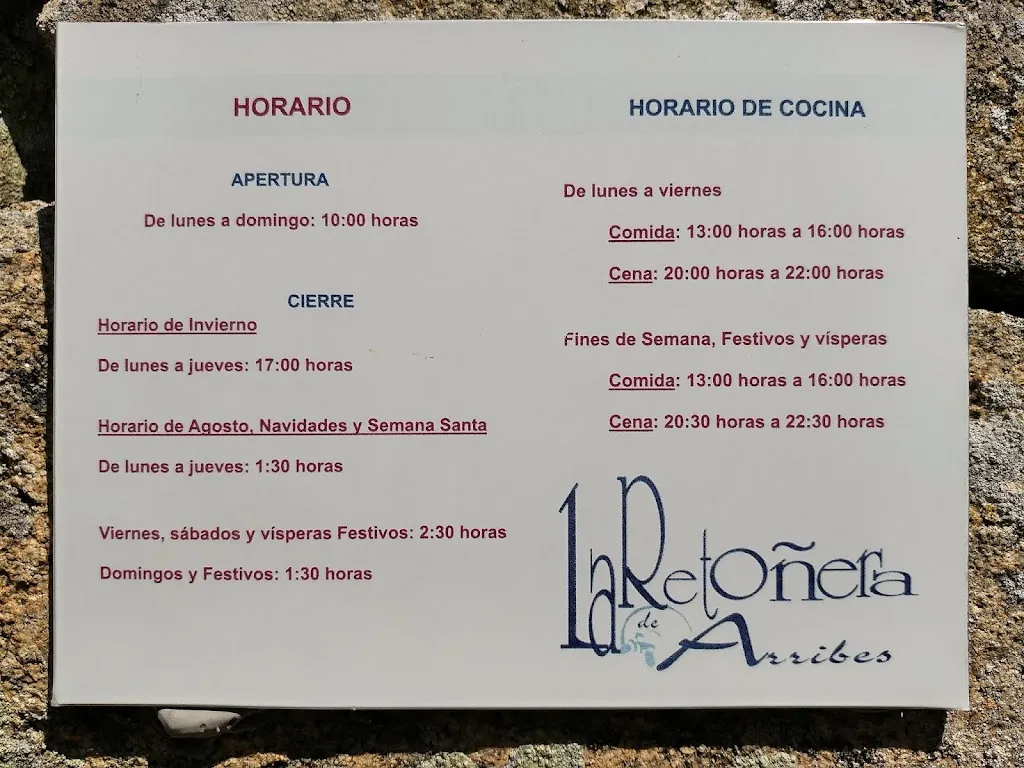 HORARIO
APERTURA
De lunes a domingo: 10:00 horas
CIERRE
Horario de Invierno
De lunes a jueves: 17:00 horas
Horario de Agosto, Navidades y Semana Santa
De lunes a jueves: 1:30 horas
Viernes, sábados y vísperas Festivos: 2:30 horas
Domingos y Festivos: 1:30 horas
HORARIO DE COCINA
De lunes a viernes
Comida: 13:00 horas a 16:00 horas
Cena: 20:00 horas a 22:00 horas
Fines de Semana, Festivos y vísperas
Comida: 13:00 horas a 16:00 horas
Cena: 20:30 horas a 22:30 horas
La Retoñera
de Arribes